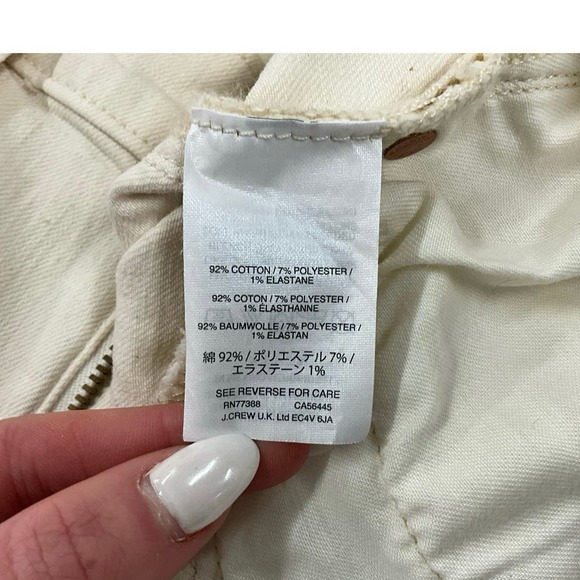 92% COTTON / 7% POLYESTER /
1% ELASTANE
92% COTON / 7% POLYESTER /
1% ÉLASTHANNE
92% BAUMWOLLE / 7% POLYESTER /
1% ELASTAN
綿 92% / ポリエステル 7% /
エラステーン 1%
SEE REVERSE FOR CARE
RN77388 CA56445
J.CREW U.K. Ltd EC4V 6JA